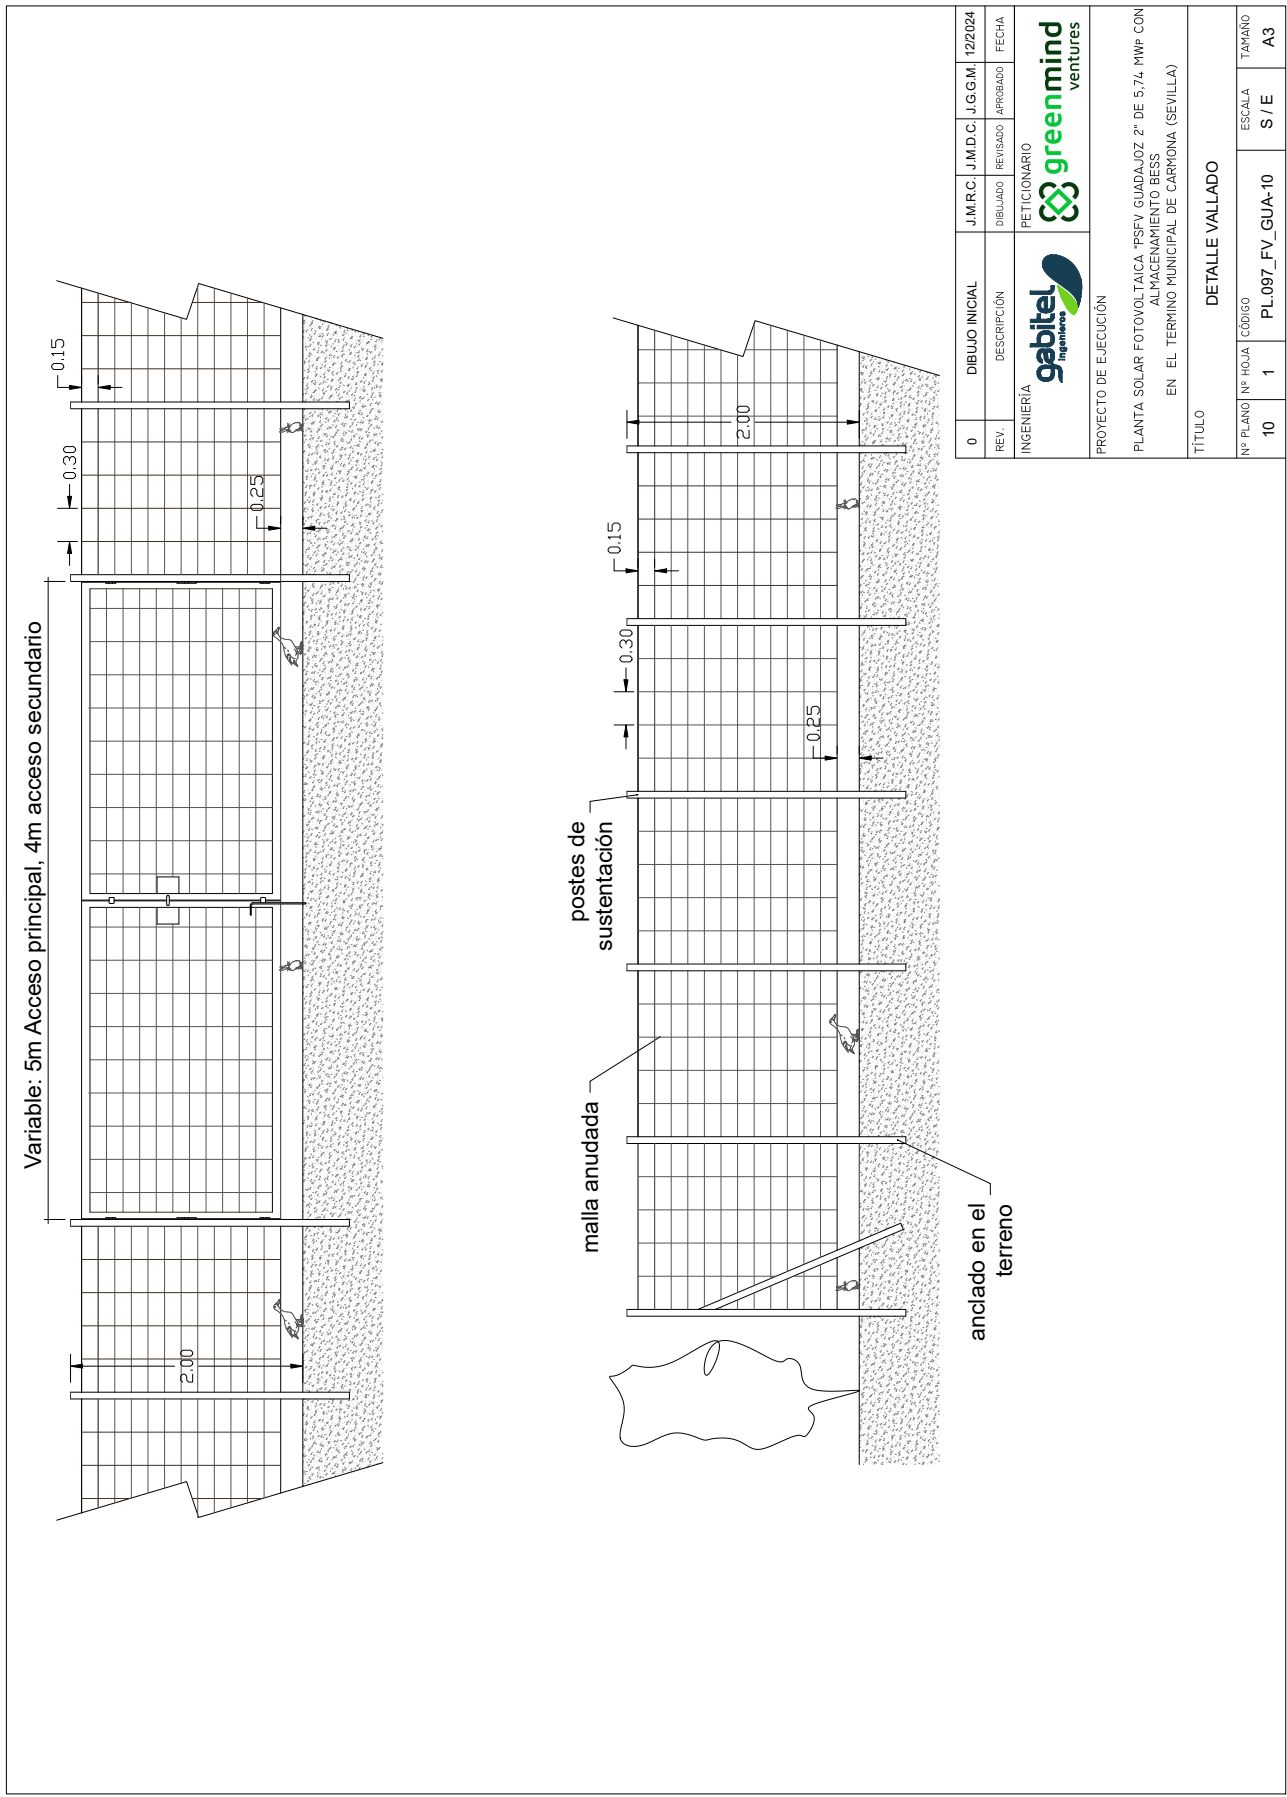 Variable: 5m Acceso principal, 4m acceso secundario
2.00
0.25
0.30
0.15
malla anudada
postes de
sustentación
anclado en el
terreno
0.25
0.30
0.15
2.00
0 DIBUJO INICIAL J.M.R.C. J.M.D.C. J.G.G.M. 12/2024
REV. DESCRIPCIÓN DIBUJADO REVISADO APROBADO FECHA
INGENIERÍA PETICIONARIO
gabitel
ingenieros
greenmind
ventures
PROYECTO DE EJECUCIÓN
PLANTA SOLAR FOTOVOLTAICA "PSFV GUADAJOZ 2" DE 5,74 MWP CON
ALMACENAMIENTO BESS
EN EL TERMINO MUNICIPAL DE CARMONA (SEVILLA)
TÍTULO
DETALLE VALLADO
Nº PLANO Nº HOJA CÓDIGO ESCALA TAMAÑO
10 1 PL.097_FV_GUA-10 S / E A3